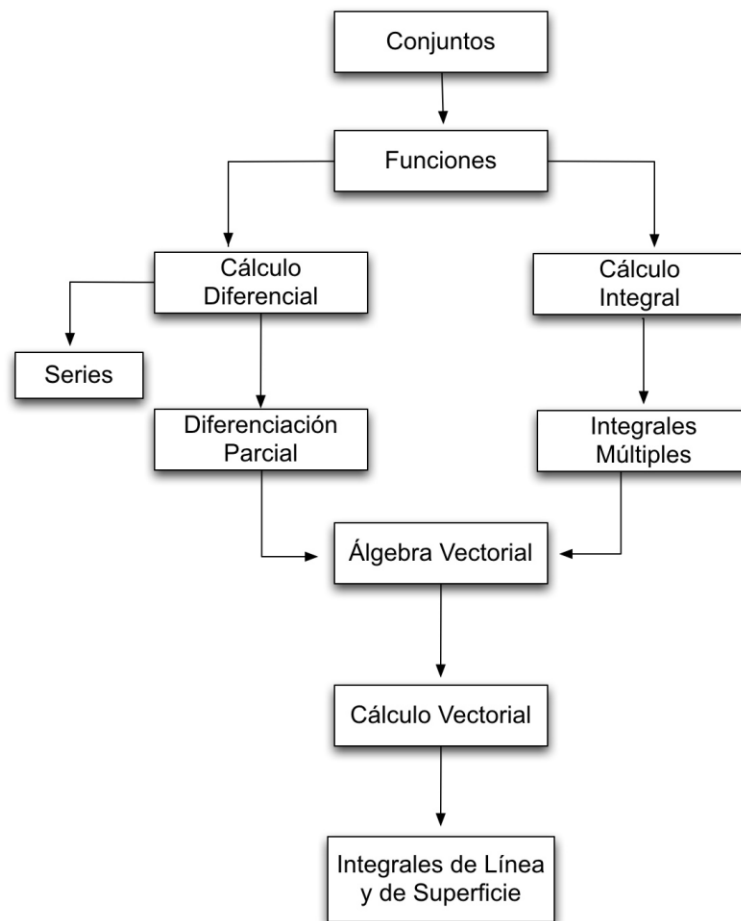 Conjuntos
Funciones
Cálculo
Diferencial
Cálculo
Integral
Series
Diferenciación
Parcial
Integrales
Múltiples
Álgebra Vectorial
Cálculo Vectorial
Integrales de Línea
y de Superficie